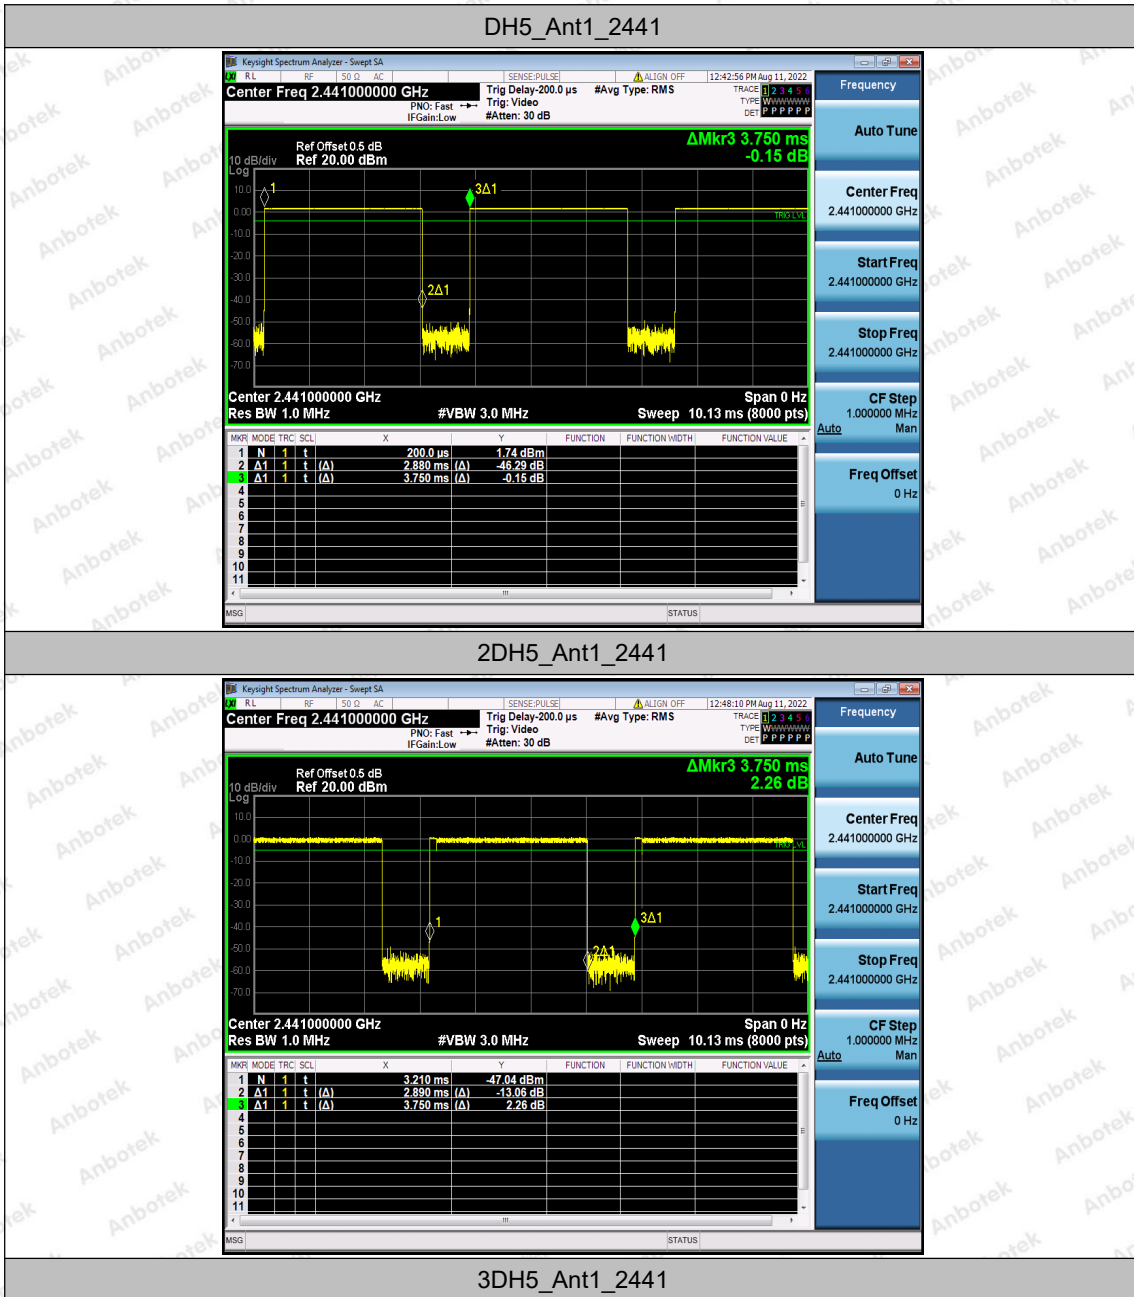 DH5_Ant1_2441
Keysight Spectrum Analyzer - Swept SA
LXI RL RF 50 Ω AC SENSE:PULSE ALIGN OFF 12:42:56 PM Aug 11, 2022
Center Freq 2.441000000 GHz
PNO: Fast
IFGain:Low
Trig Delay-200.0 µs
Trig: Video
#Atten: 30 dB
#Avg Type: RMS
TRACE 1 2 3 4 5 6
TYPE WWWWWW
DET P P P P P P
Frequency
Auto Tune
Center Freq
2.441000000 GHz
Start Freq
2.441000000 GHz
Stop Freq
2.441000000 GHz
CF Step
1.000000 MHz
Auto Man
Freq Offset
0 Hz
ΔMkr3 3.750 ms
-0.15 dB
Ref Offset 0.5 dB
10 dB/div Ref 20.00 dBm
Log
10.0
0.00
-10.0
-20.0
-30.0
-40.0
-50.0
-60.0
-70.0
1
3Δ1
TRIG LVL
2Δ1
Center 2.441000000 GHz Span 0 Hz
Res BW 1.0 MHz #VBW 3.0 MHz Sweep 10.13 ms (8000 pts)
MKR MODE TRC SCL X Y FUNCTION FUNCTION WIDTH FUNCTION VALUE
1 N 1 t 200.0 µs 1.74 dBm
2 Δ1 1 t (Δ) 2.880 ms (Δ) -46.29 dB
3 Δ1 1 t (Δ) 3.750 ms (Δ) -0.15 dB
4
5
6
7
8
9
10
11
MSG STATUS
2DH5_Ant1_2441
Keysight Spectrum Analyzer - Swept SA
LXI RL RF 50 Ω AC SENSE:PULSE ALIGN OFF 12:48:10 PM Aug 11, 2022
Center Freq 2.441000000 GHz
PNO: Fast
IFGain:Low
Trig Delay-200.0 µs
Trig: Video
#Atten: 30 dB
#Avg Type: RMS
TRACE 1 2 3 4 5 6
TYPE WWWWWW
DET P P P P P P
Frequency
Auto Tune
Center Freq
2.441000000 GHz
Start Freq
2.441000000 GHz
Stop Freq
2.441000000 GHz
CF Step
1.000000 MHz
Auto Man
Freq Offset
0 Hz
ΔMkr3 3.750 ms
2.26 dB
Ref Offset 0.5 dB
10 dB/div Ref 20.00 dBm
Log
10.0
0.00
-10.0
-20.0
-30.0
-40.0
-50.0
-60.0
-70.0
TRIG LVL
1
3Δ1
2Δ1
Center 2.441000000 GHz Span 0 Hz
Res BW 1.0 MHz #VBW 3.0 MHz Sweep 10.13 ms (8000 pts)
MKR MODE TRC SCL X Y FUNCTION FUNCTION WIDTH FUNCTION VALUE
1 N 1 t 3.210 ms -47.04 dBm
2 Δ1 1 t (Δ) 2.890 ms (Δ) -13.06 dB
3 Δ1 1 t (Δ) 3.750 ms (Δ) 2.26 dB
4
5
6
7
8
9
10
11
MSG STATUS
3DH5_Ant1_2441